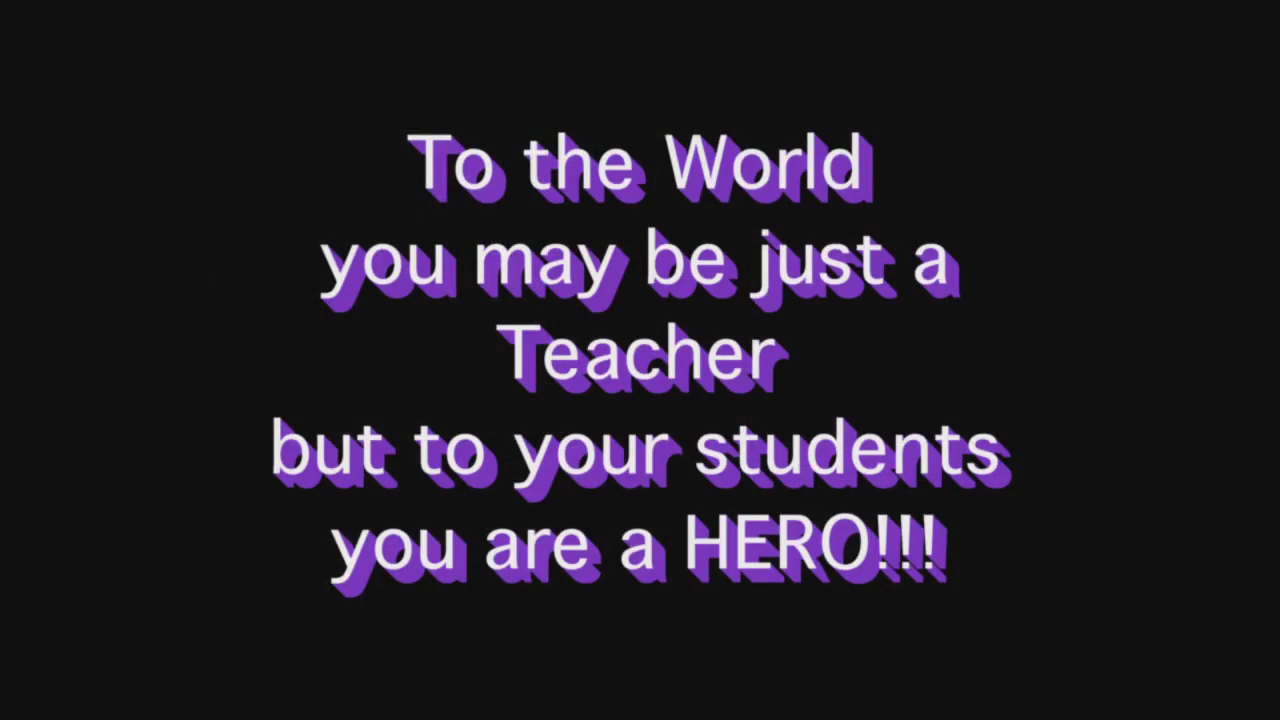 To the World
you may be just a
Teacher
but to your students
you are a HERO!!!